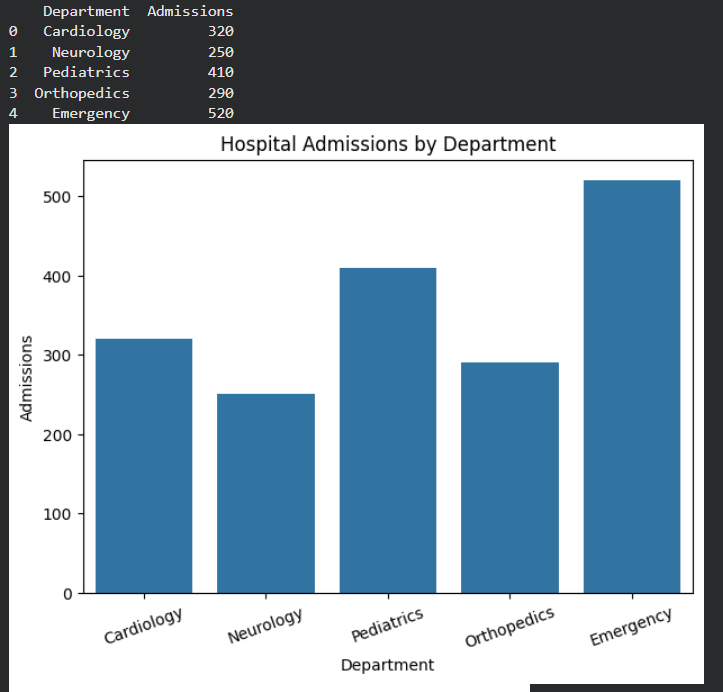 Department Admissions
0 Cardiology 320
1 Neurology 250
2 Pediatrics 410
3 Orthopedics 290
4 Emergency 520
Hospital Admissions by Department
500
400
300
200
100
0
Admissions
Cardiology Neurology Pediatrics Orthopedics Emergency
Department